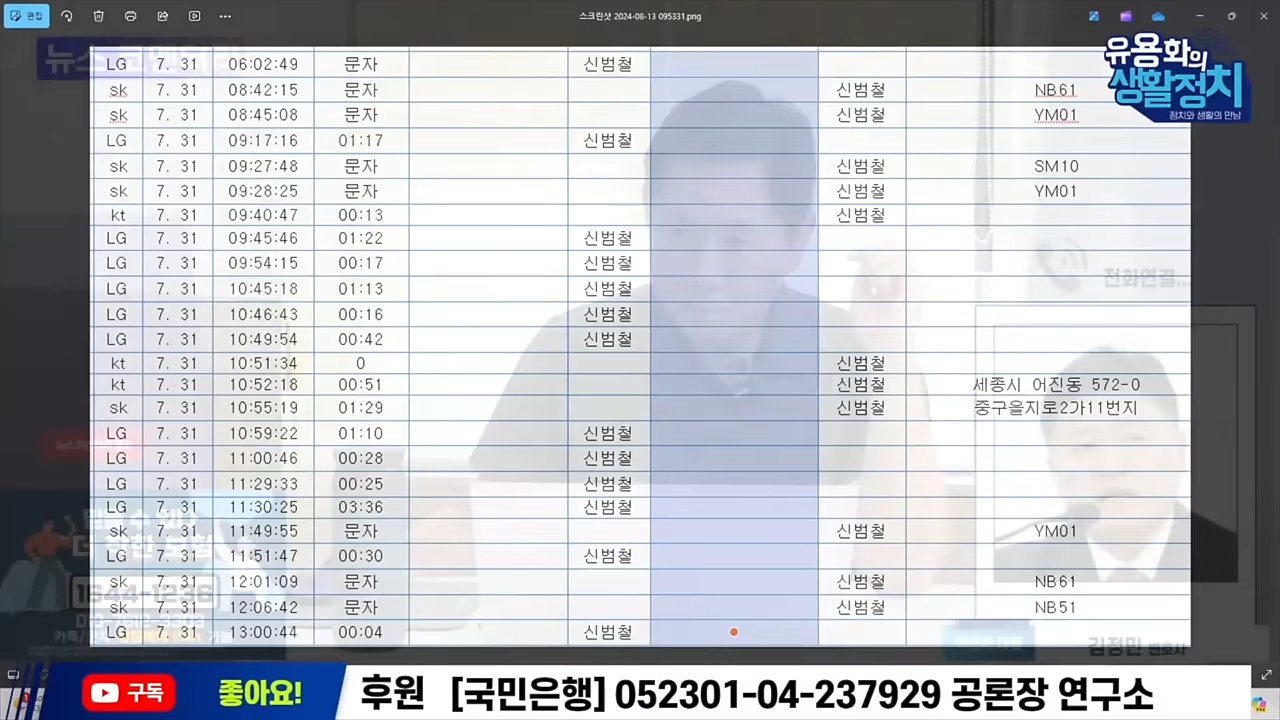 편집
스크린샷 2024-08-13 095331.png
유용화의
생활정치
정치와 생활의 만남
LG 7. 31 06:02:49 문자 신범철
sk 7. 31 08:42:15 문자 신범철 NB61
sk 7. 31 08:45:08 문자 신범철 YM01
LG 7. 31 09:17:16 01:17 신범철
sk 7. 31 09:27:48 문자 신범철 SM10
sk 7. 31 09:28:25 문자 신범철 YM01
kt 7. 31 09:40:47 00:13 신범철
LG 7. 31 09:45:46 01:22 신범철
LG 7. 31 09:54:15 00:17 신범철
전화연결...
LG 7. 31 10:45:18 01:13 신범철
LG 7. 31 10:46:43 00:16 신범철
LG 7. 31 10:49:54 00:42 신범철
kt 7. 31 10:51:34 0 신범철
kt 7. 31 10:52:18 00:51 신범철 세종시 어진동 572-0
sk 7. 31 10:55:19 01:29 신범철 중구을지로2가11번지
LG 7. 31 10:59:22 01:10 신범철
LG 7. 31 11:00:46 00:28 신범철
LG 7. 31 11:29:33 00:25 신범철
LG 7. 31 11:30:25 03:36 신범철
sk 7. 31 11:49:55 문자 신범철 YM01
LG 7. 31 11:51:47 00:30 신범철
sk 7. 31 12:01:09 문자 신범철 NB61
1644-1236
sk 7. 31 12:06:42 문자 신범철 NB51
LG 7. 31 13:00:44 00:04 신범철
김정민 변호사
구독 좋아요! 후원 [국민은행] 052301-04-237929 공론장 연구소